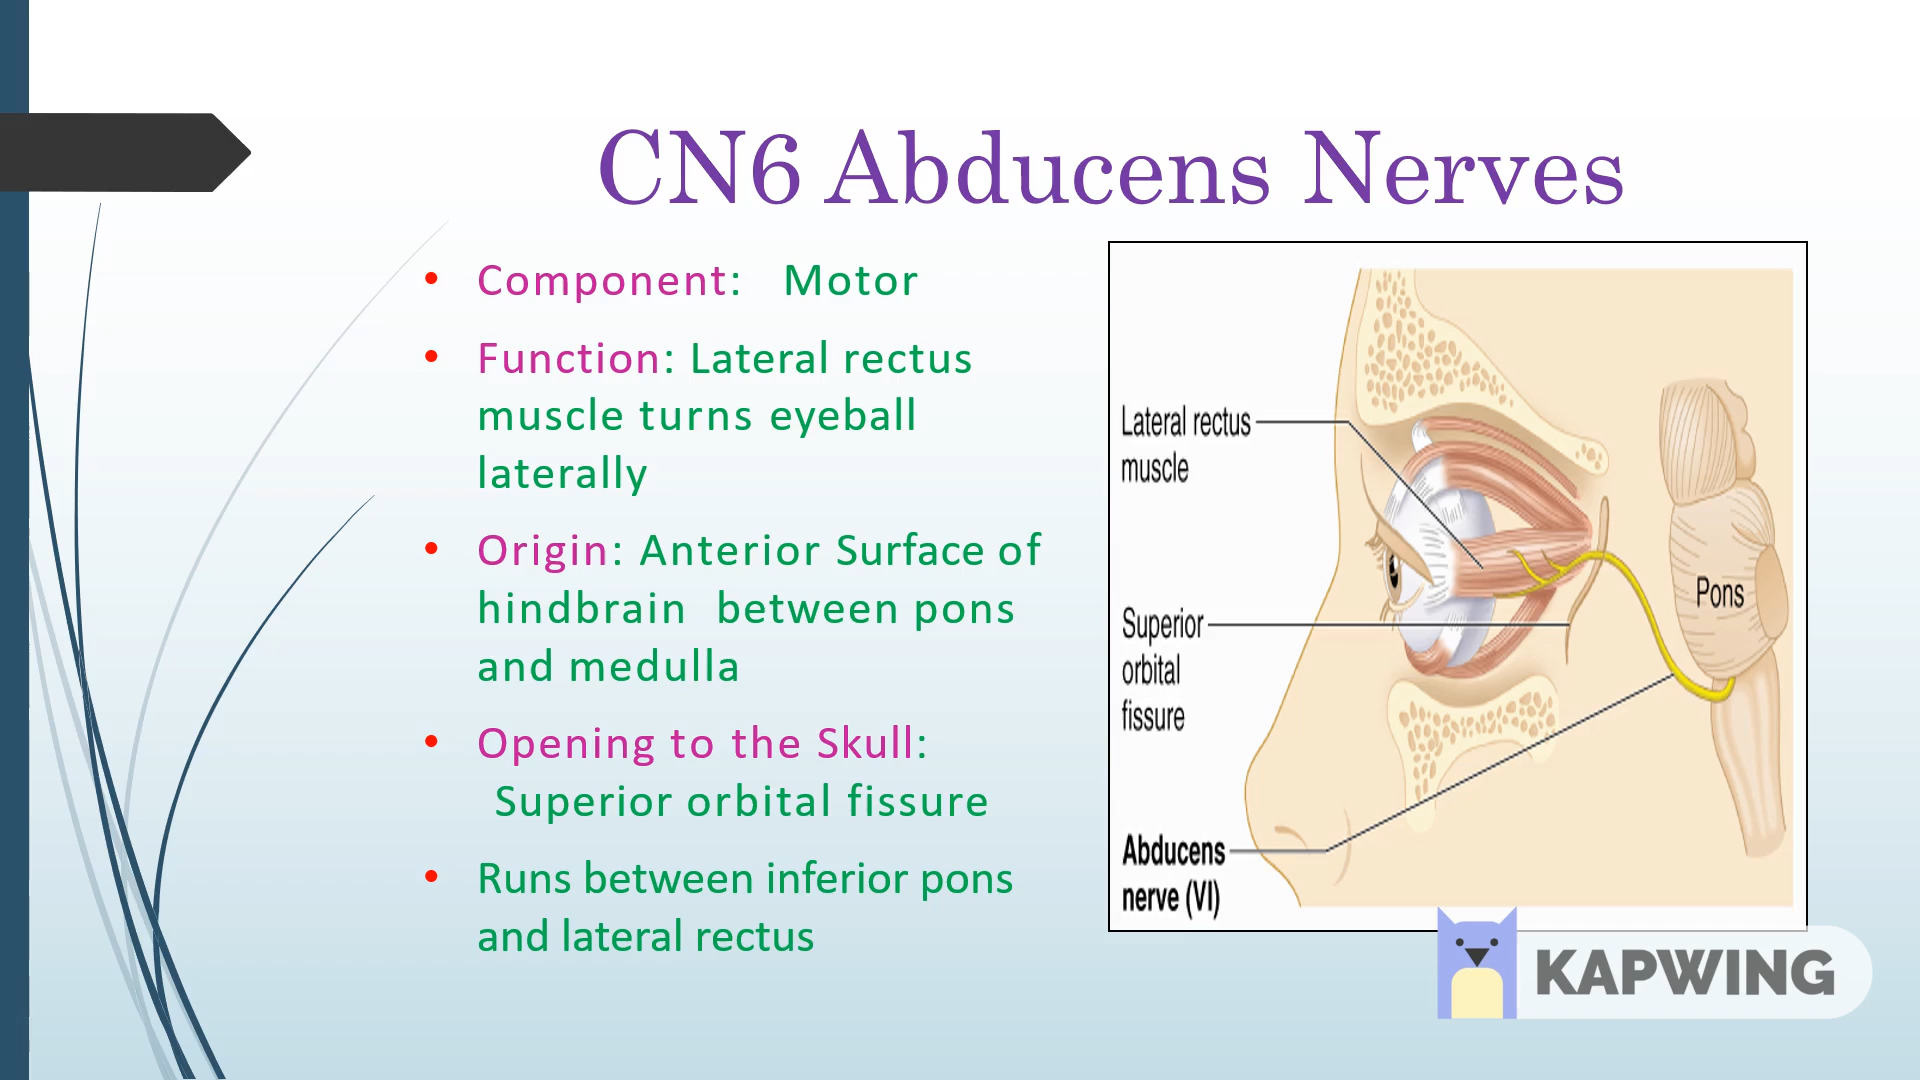 CN6 Abducens Nerves
• Component: Motor
• Function: Lateral rectus
muscle turns eyeball
laterally
• Origin: Anterior Surface of
hindbrain between pons
and medulla
• Opening to the Skull:
Superior orbital fissure
• Runs between inferior pons
and lateral rectus
Lateral rectus
muscle
Superior
orbital
fissure
Abducens
nerve (VI)
Pons
KAPWING